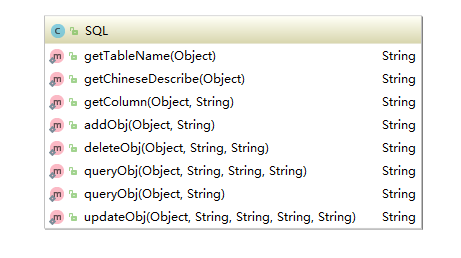 SQL
getTableName(Object) String
getChineseDescribe(Object) String
getColumn(Object, String) String
addObj(Object, String) String
deleteObj(Object, String, String) String
queryObj(Object, String, String, String) String
queryObj(Object, String) String
updateObj(Object, String, String, String, String) String